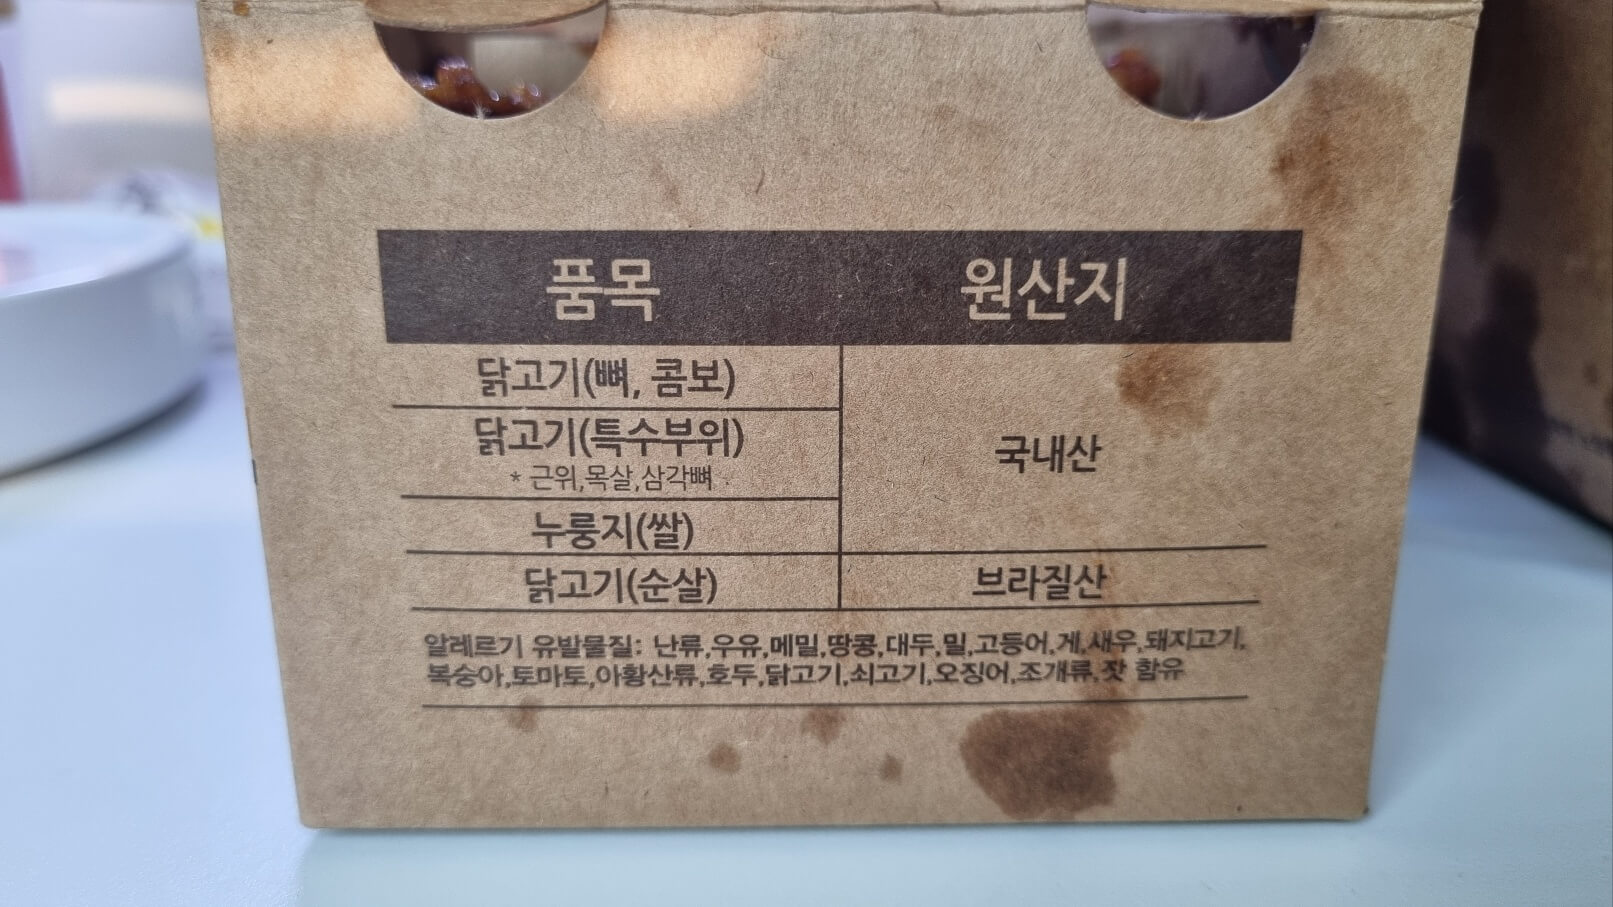 품목 원산지
닭고기(뼈, 콤보)
닭고기(특수부위)
* 근위,목살,삼각뼈
국내산
누룽지(쌀)
닭고기(순살) 브라질산
알레르기 유발물질: 난류,우유,메밀,땅콩,대두,밀,고등어,게,새우,돼지고기,
복숭아,토마토,아황산류,호두,닭고기,쇠고기,오징어,조개류,잣 함유